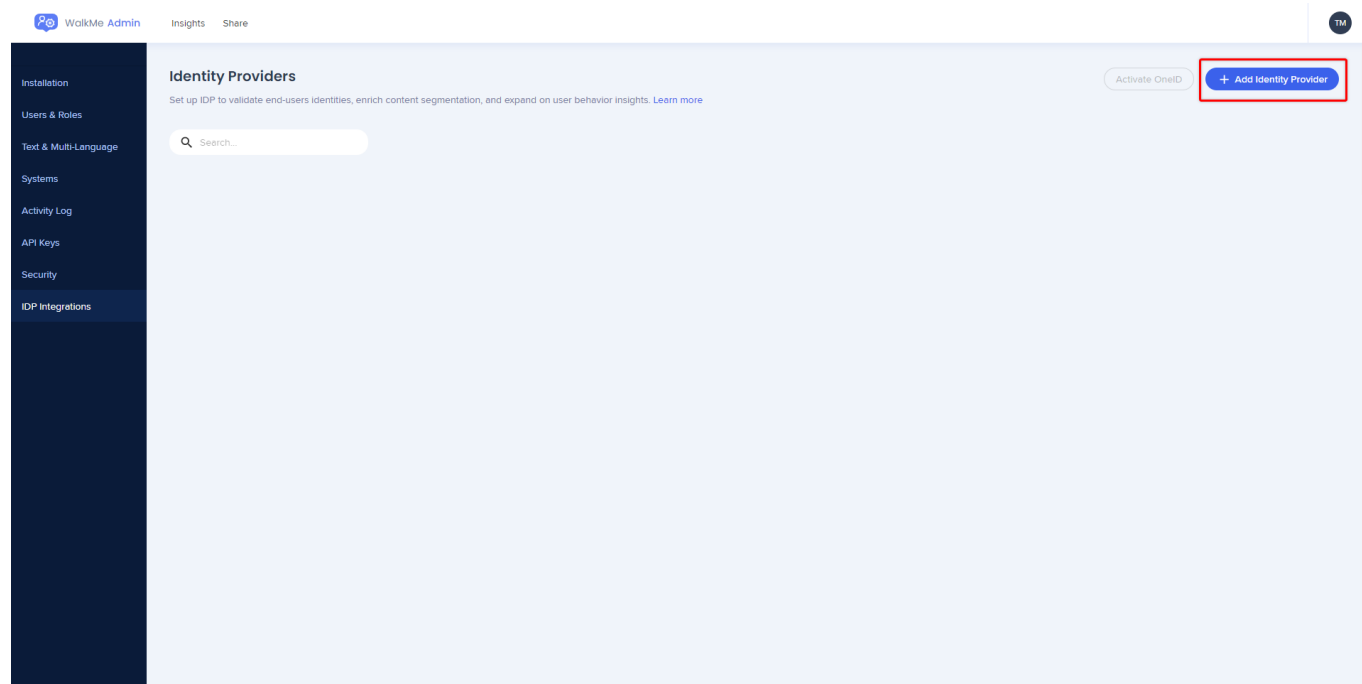 WalkMe Admin
Insights
Share
TM
Installation
Users & Roles
Text & Multi-Language
Systems
Activity Log
API Keys
Security
IDP Integrations
Identity Providers
Activate OneID
+ Add Identity Provider
Set up IDP to validate end-users identities, enrich content segmentation, and expand on user behavior insights. Learn more
Search...